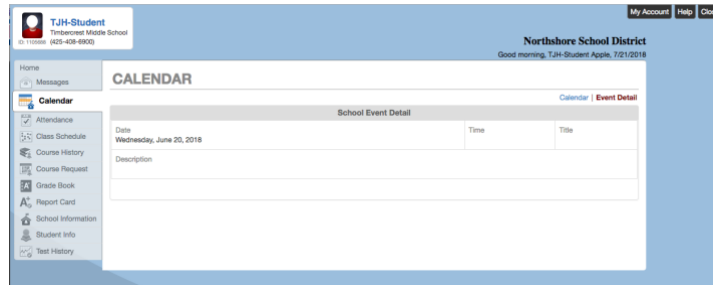 My Account Help Clo
TJH-Student
Timbercrest Middle School
ID: 1105999 (425-408-6900)
Northshore School District
Good morning, TJH-Student Apple, 7/21/2018
Home
Messages
Calendar
Attendance
Class Schedule
Course History
Course Request
Grade Book
Report Card
School Information
Student Info
Test History
CALENDAR
Calendar | Event Detail
School Event Detail
Date Time Title
Wednesday, June 20, 2018
Description